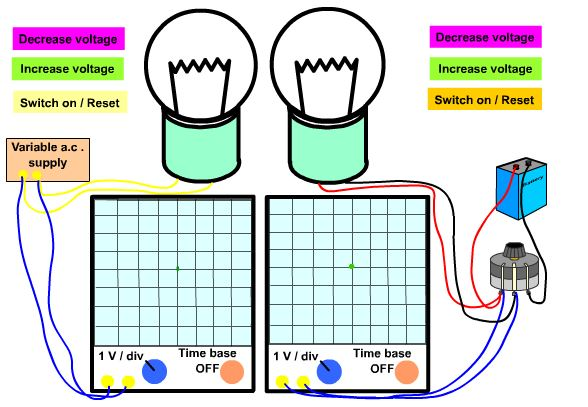 Decrease voltage
Increase voltage
Switch on / Reset
Variable a.c .
supply
Decrease voltage
Increase voltage
Switch on / Reset
Battery
1 V / div
Time base
OFF
1 V / div
Time base
OFF